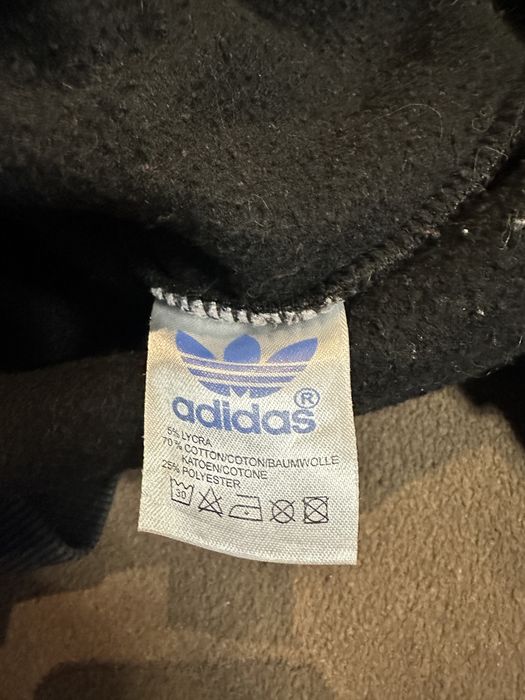 adidas®
5% LYCRA
70% COTTON/COTON/BAUMWOLLE
KATOEN/COTONE
25% POLYESTER
30